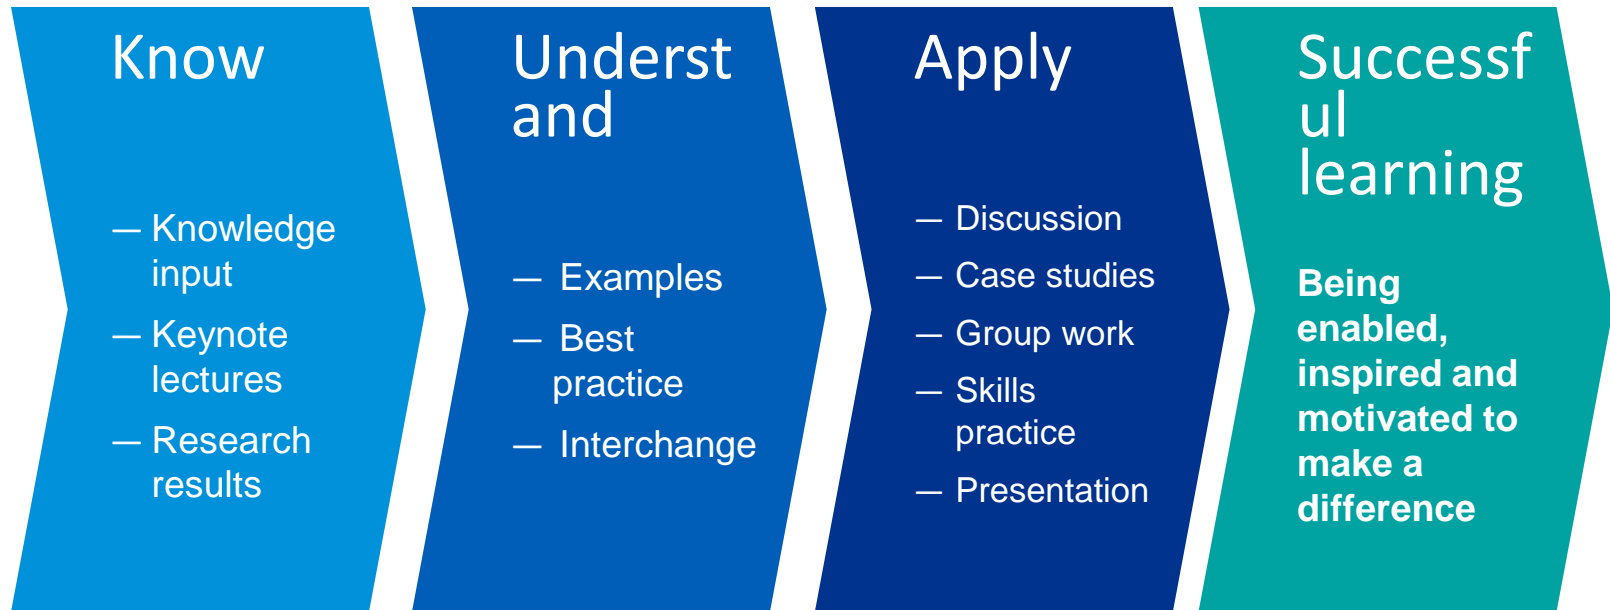 Know
— Knowledge
input
— Keynote
lectures
— Research
results
Underst
and
— Examples
— Best
practice
— Interchange
Apply
— Discussion
— Case studies
— Group work
— Skills
practice
— Presentation
Successf
ul
learning
Being
enabled,
inspired and
motivated to
make a
difference